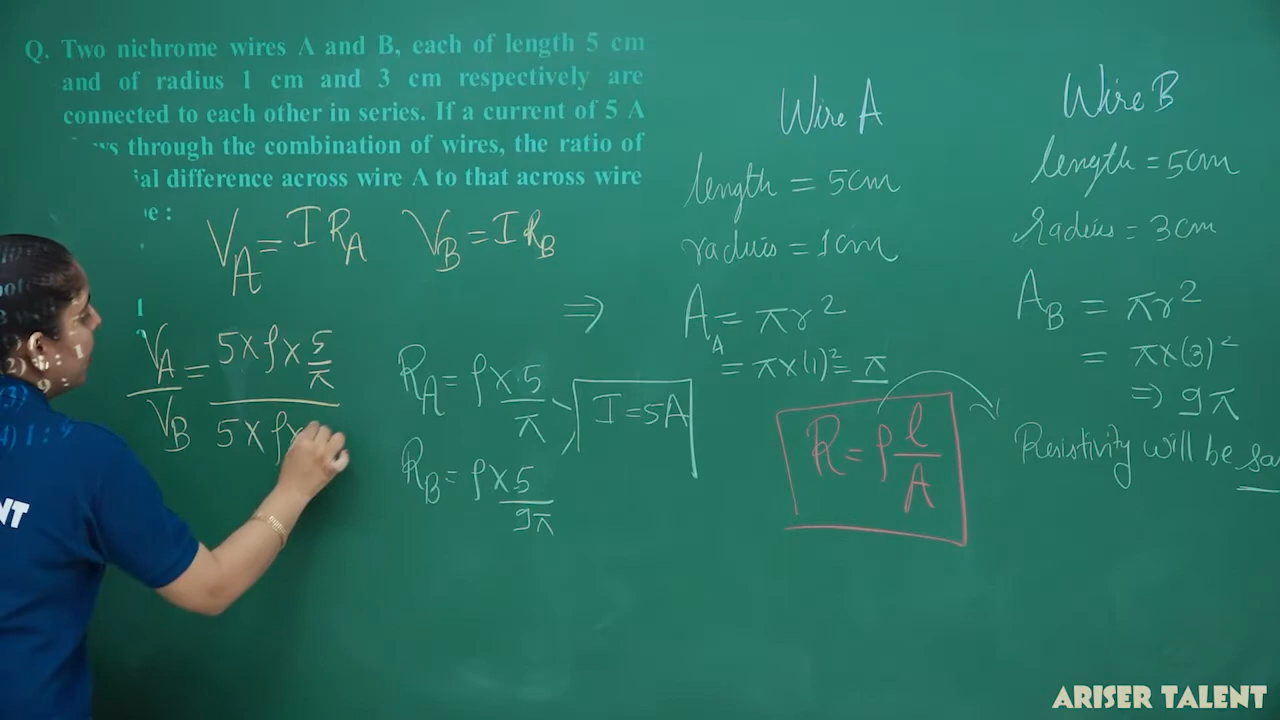 Q. Two nichrome wires A and B, each of length 5 cm
and of radius 1 cm and 3 cm respectively are
connected to each other in series. If a current of 5 A
through the combination of wires, the ratio of
difference across wire A to that across wire
V_A = I R_A V_B = I R_B
V_A / V_B = (5 × ρ × 5/π) / (5 × ρ ×
R_A = ρ × 5/π
R_B = ρ × 5/9π
I = 5A
⇒
Wire A
length = 5cm
radius = 1cm
A_A = πr²
= π×(1)² = π
R = ρ l/A
Wire B
length = 5cm
radius = 3cm
A_B = πr²
= π×(3)²
⇒ 9π
Resistivity will be
ARISER TALENT